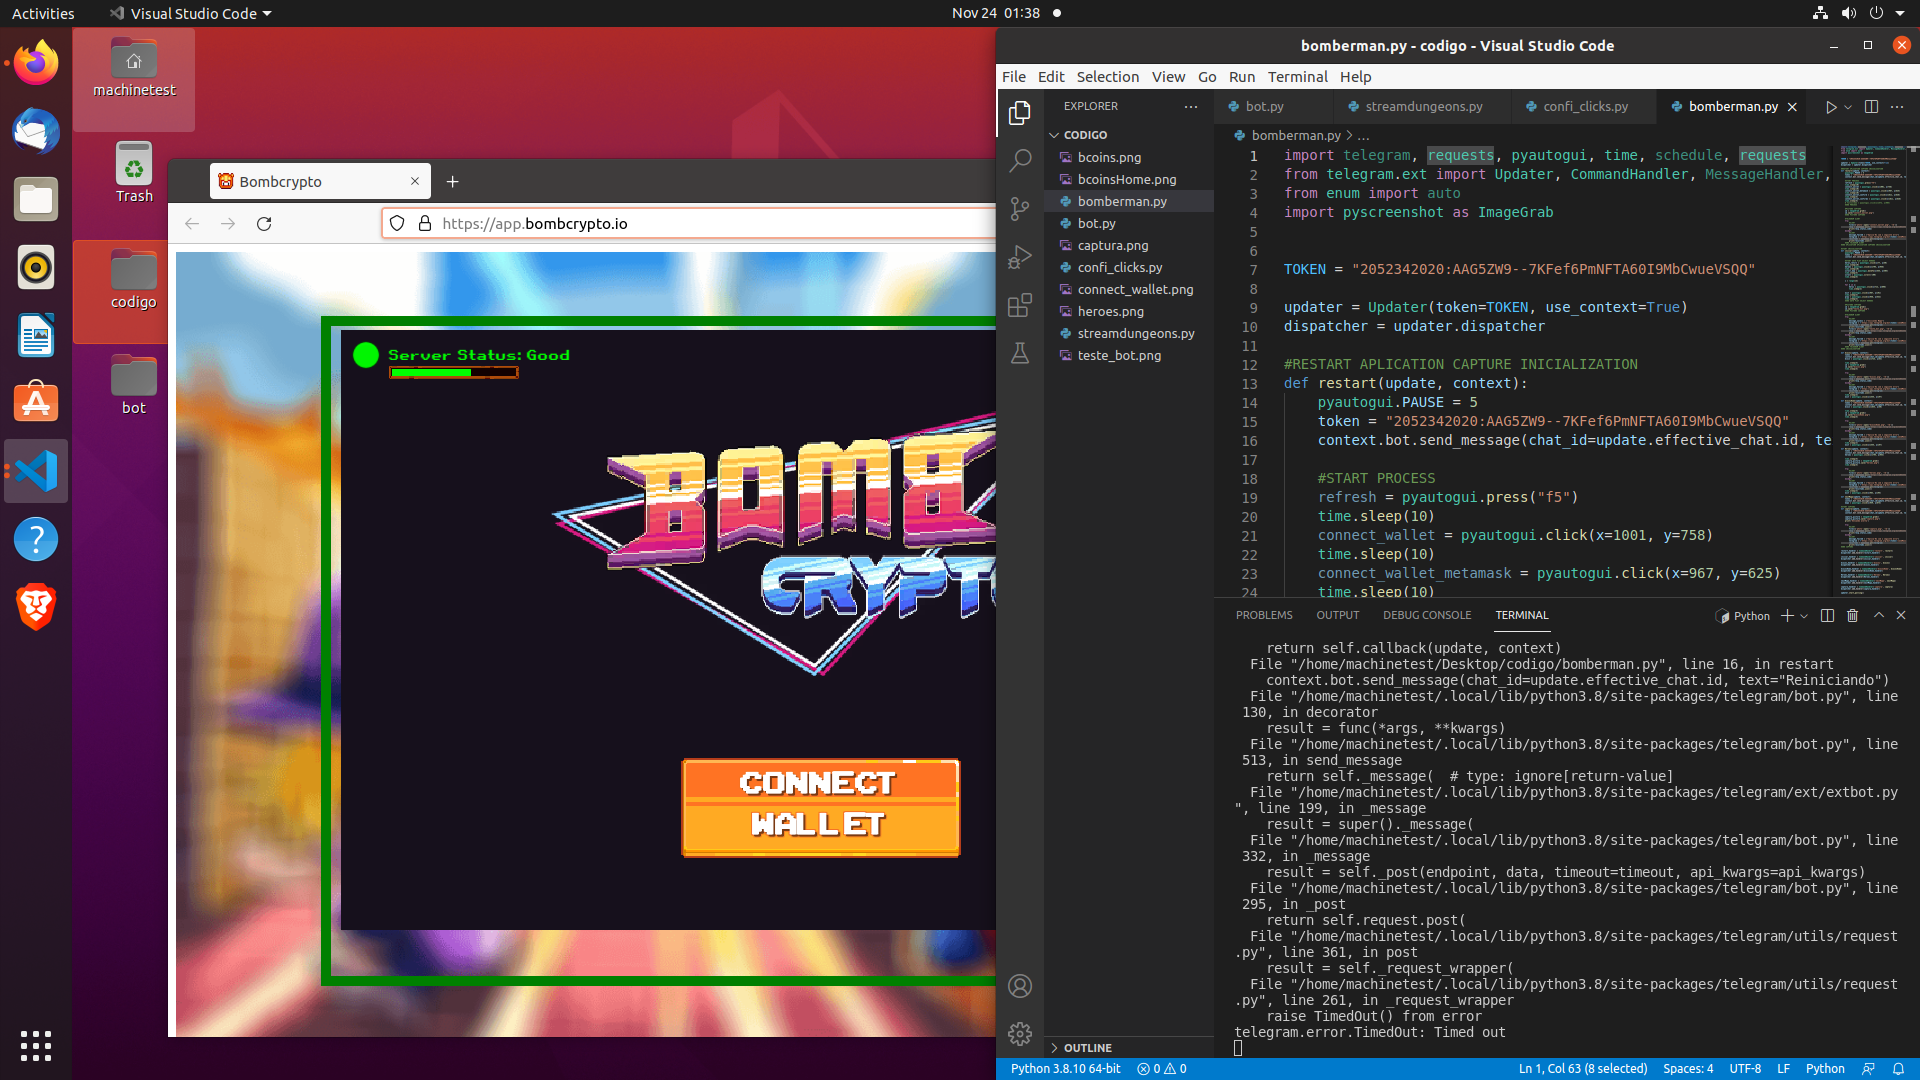 Activities
Visual Studio Code
Nov 24 01:38
machinetest
Trash
codigo
bot
Bombcrypto
https://app.bombcrypto.io
Server Status: Good
BOMB
CRYPTO
CONNECT
WALLET
bomberman.py - codigo - Visual Studio Code
File Edit Selection View Go Run Terminal Help
EXPLORER
CODIGO
bcoins.png
bcoinsHome.png
bomberman.py
bot.py
captura.png
confi_clicks.py
connect_wallet.png
heroes.png
streamdungeons.py
teste_bot.png
OUTLINE
bot.py streamdungeons.py confi_clicks.py bomberman.py
bomberman.py > ...
1 import telegram, requests, pyautogui, time, schedule, requests
2 from telegram.ext import Updater, CommandHandler, MessageHandler,
3 from enum import auto
4 import pyscreenshot as ImageGrab
5
6
7 TOKEN = "2052342020:AAG5ZW9--7KFef6PmNFTA60I9MbCwueVSQQ"
8
9 updater = Updater(token=TOKEN, use_context=True)
10 dispatcher = updater.dispatcher
11
12 #RESTART APLICATION CAPTURE INICIALIZATION
13 def restart(update, context):
14 pyautogui.PAUSE = 5
15 token = "2052342020:AAG5ZW9--7KFef6PmNFTA60I9MbCwueVSQQ"
16 context.bot.send_message(chat_id=update.effective_chat.id, te
17
18 #START PROCESS
19 refresh = pyautogui.press("f5")
20 time.sleep(10)
21 connect_wallet = pyautogui.click(x=1001, y=758)
22 time.sleep(10)
23 connect_wallet_metamask = pyautogui.click(x=967, y=625)
24 time.sleep(10)
PROBLEMS OUTPUT DEBUG CONSOLE TERMINAL
Python
return self.callback(update, context)
File "/home/machinetest/Desktop/codigo/bomberman.py", line 16, in restart
context.bot.send_message(chat_id=update.effective_chat.id, text="Reiniciando")
File "/home/machinetest/.local/lib/python3.8/site-packages/telegram/bot.py", line
130, in decorator
result = func(*args, **kwargs)
File "/home/machinetest/.local/lib/python3.8/site-packages/telegram/bot.py", line
513, in send_message
return self._message( # type: ignore[return-value]
File "/home/machinetest/.local/lib/python3.8/site-packages/telegram/ext/extbot.py
", line 199, in _message
result = super()._message(
File "/home/machinetest/.local/lib/python3.8/site-packages/telegram/bot.py", line
332, in _message
result = self._post(endpoint, data, timeout=timeout, api_kwargs=api_kwargs)
File "/home/machinetest/.local/lib/python3.8/site-packages/telegram/bot.py", line
295, in _post
return self.request.post(
File "/home/machinetest/.local/lib/python3.8/site-packages/telegram/utils/request
.py", line 361, in post
result = self._request_wrapper(
File "/home/machinetest/.local/lib/python3.8/site-packages/telegram/utils/request
.py", line 261, in _request_wrapper
raise TimedOut() from error
telegram.error.TimedOut: Timed out
Python 3.8.10 64-bit 0 0 Ln 1, Col 63 (8 selected) Spaces: 4 UTF-8 LF Python